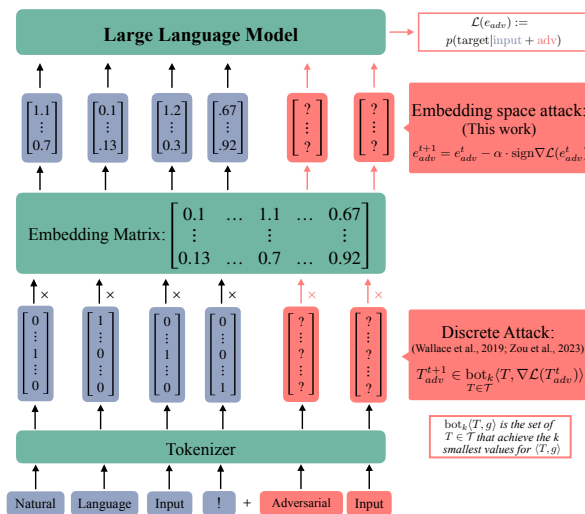 Large Language Model
L(e_adv) :=
p(target|input + adv)
[1.1 ⋮ 0.7] [0.1 ⋮ .13] [1.2 ⋮ 0.3] [.67 ⋮ .92] [? ⋮ ?] [? ⋮ ?]
Embedding space attack:
(This work)
e_adv^{t+1} = e_adv^t − α · sign∇L(e_adv^t)
Embedding Matrix:
0.1 … 1.1 … 0.67
⋮ ⋮ ⋮
0.13 … 0.7 … 0.92
× × × × × ×
[0 ⋮ 1 ⋮ 0] [1 ⋮ 0 ⋮ 0] [0 ⋮ 1 ⋮ 0] [0 ⋮ 0 ⋮ 1] [? ⋮ ? ⋮ ?] [? ⋮ ? ⋮ ?]
Discrete Attack:
(Wallace et al., 2019; Zou et al., 2023)
T_adv^{t+1} ∈ bot_k⟨T, ∇L(T_adv^t)⟩
T∈𝒯
bot_k⟨T, g⟩ is the set of
T ∈ 𝒯 that achieve the k
smallest values for ⟨T, g⟩
Tokenizer
Natural Language Input ! + Adversarial Input